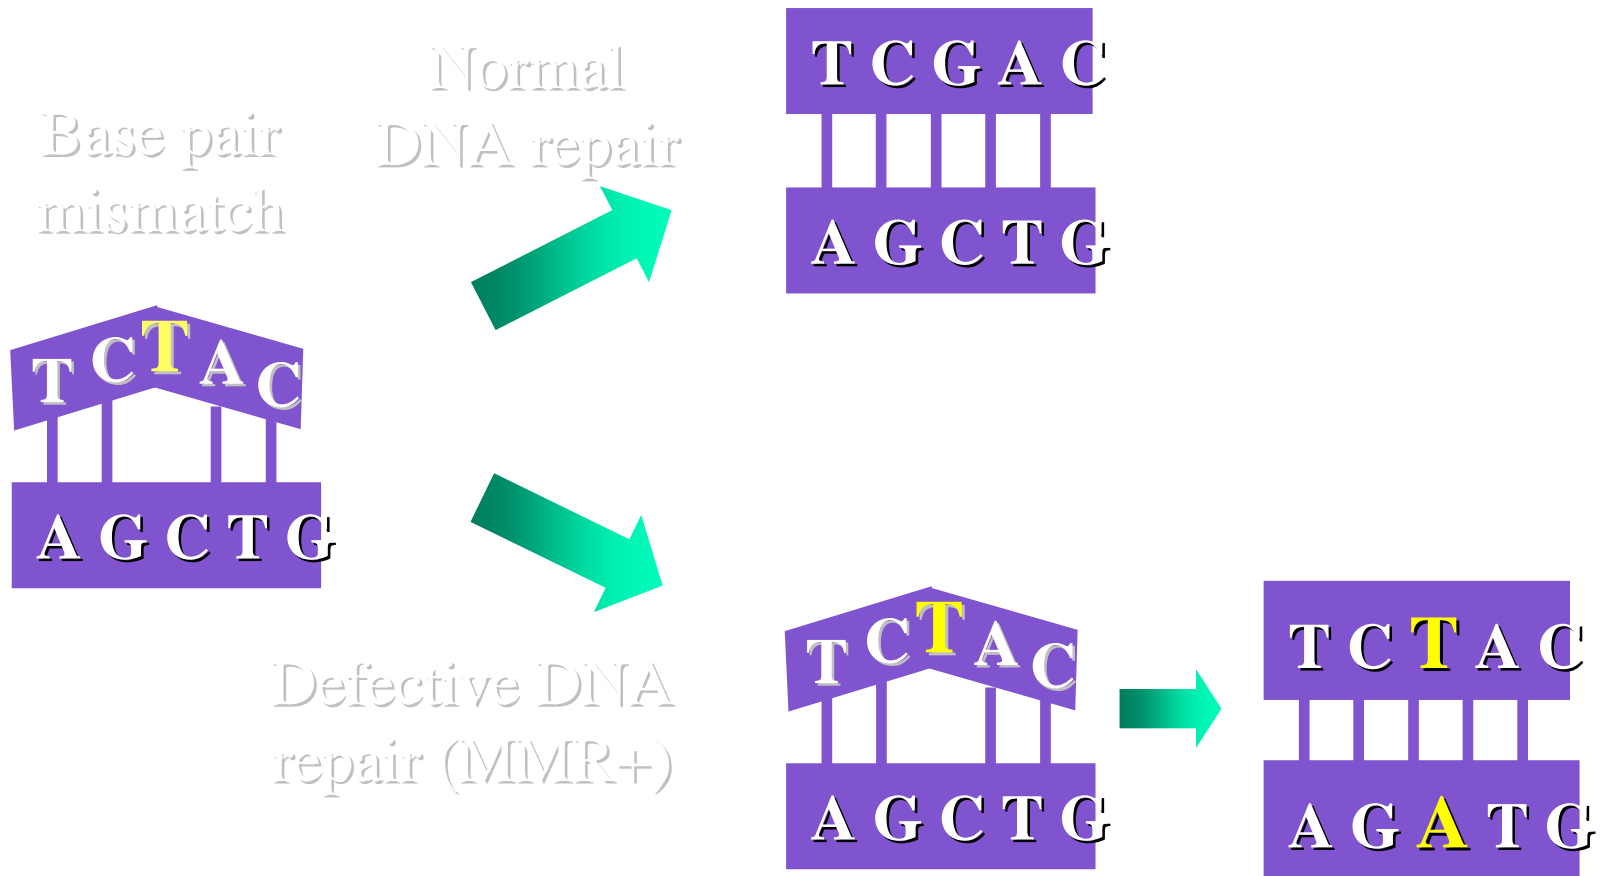 Base pair
mismatch
T C T A C
A G C T G
Normal
DNA repair
T C G A C
A G C T G
Defective DNA
repair (MMR+)
T C T A C
A G C T G
T C T A C
A G A T G